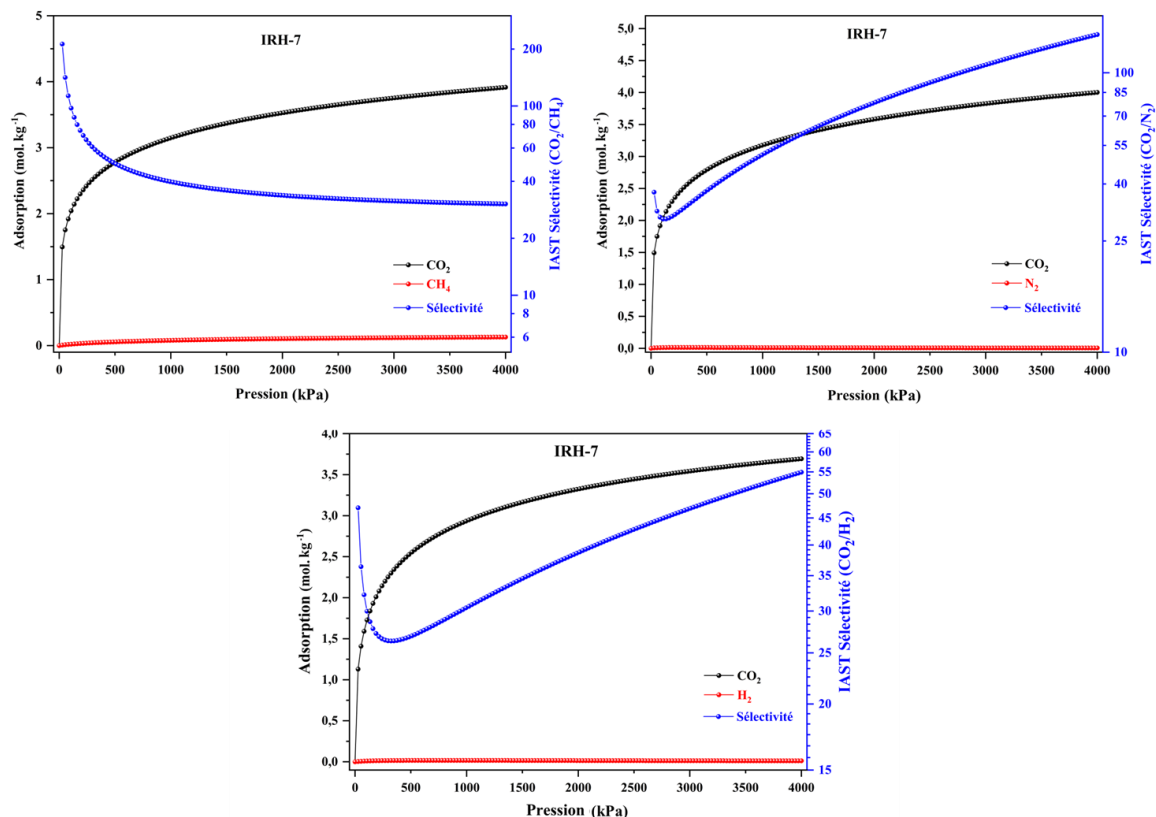 IRH-7
Adsorption (mol. kg⁻¹)
5
4
3
2
1
0
IAST Sélectivité (CO₂/CH₄)
200
100
80
60
40
20
10
8
6
CO₂
CH₄
Sélectivité
0 500 1000 1500 2000 2500 3000 3500 4000
Pression (kPa)
IRH-7
Adsorption (mol. kg⁻¹)
5,0
4,5
4,0
3,5
3,0
2,5
2,0
1,5
1,0
0,5
0,0
IAST Sélectivité (CO₂/N₂)
100
85
70
55
40
25
10
CO₂
N₂
Sélectivité
0 500 1000 1500 2000 2500 3000 3500 4000
Pression (kPa)
IRH-7
Adsorption (mol. kg⁻¹)
4,0
3,5
3,0
2,5
2,0
1,5
1,0
0,5
0,0
IAST Sélectivité (CO₂/H₂)
65
60
55
50
45
40
35
30
25
20
15
CO₂
H₂
Sélectivité
0 500 1000 1500 2000 2500 3000 3500 4000
Pression (kPa)